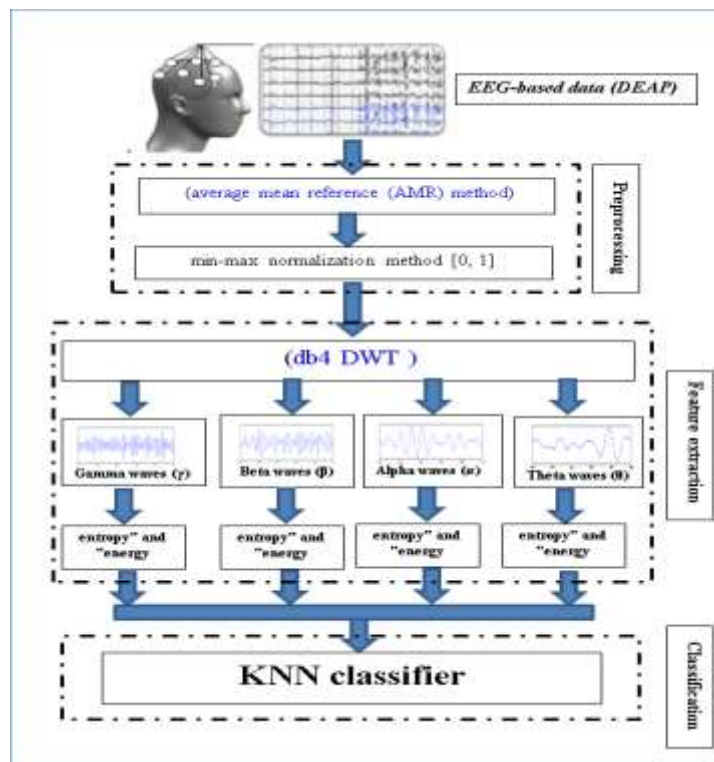 EEG-based data (DEAP)
(average mean reference (AMR) method)
min-max normalization method [0, 1]
Preprocessing
(db4 DWT )
Gamma waves (γ)
Beta waves (β)
Alpha waves (α)
Theta waves (θ)
entropy” and
”energy
entropy” and
”energy
entropy” and
”energy
entropy” and
”energy
Feature extraction
KNN classifier
Classification